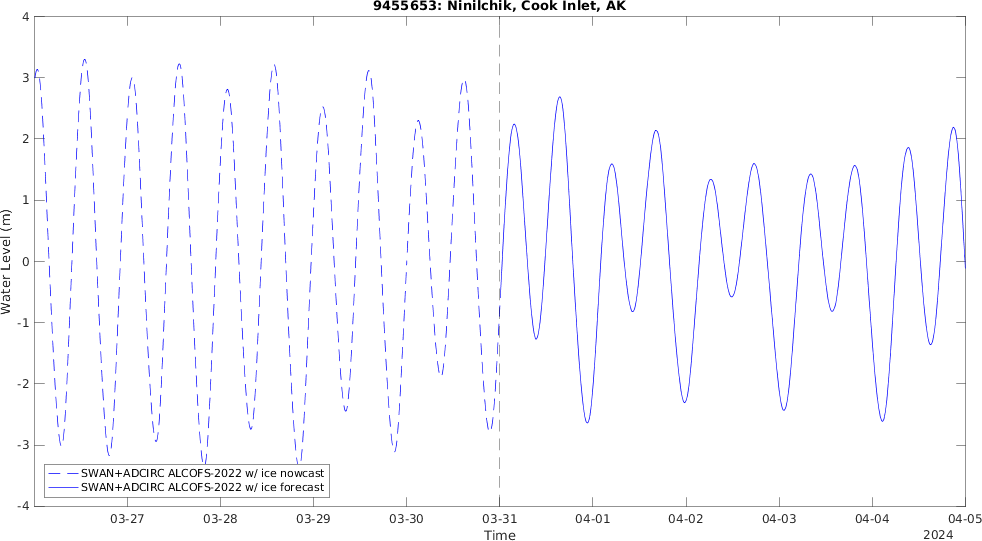 9455653: Ninilchik, Cook Inlet, AK
4
3
2
1
0
-1
-2
-3
-4
Water Level (m)
SWAN+ADCIRC ALCOFS-2022 w/ ice nowcast
SWAN+ADCIRC ALCOFS-2022 w/ ice forecast
03-27 03-28 03-29 03-30 03-31 04-01 04-02 04-03 04-04 04-05
Time
2024